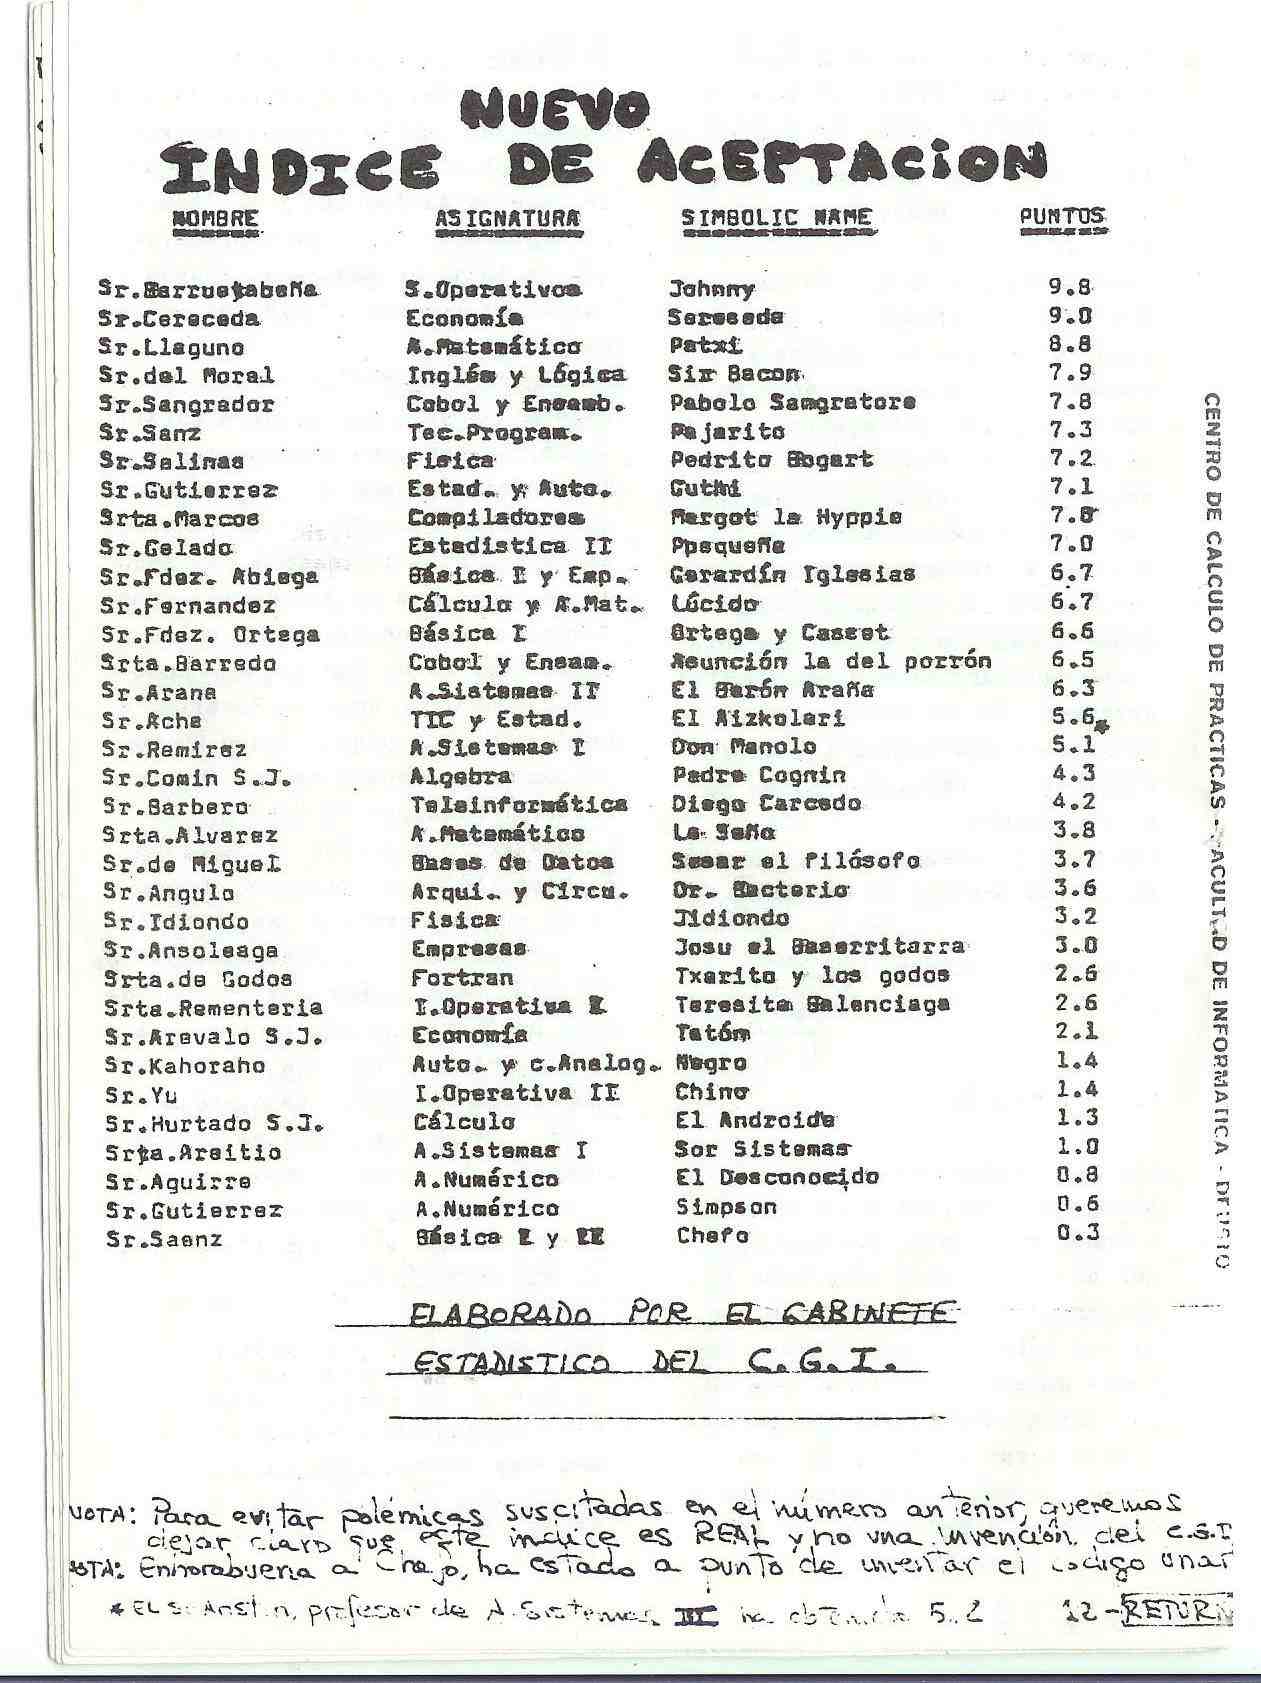 NUEVO
INDICE DE ACEPTACION
NOMBRE ASIGNATURA SIMBOLIC NAME PUNTOS
Sr.Barruetabeña S.Operativos Johnny 9.8
Sr.Cereceda Economía Sereseda 9.0
Sr.Llaguno A.Matemático Patxi 8.8
Sr.del Moral Inglés y Lógica Sir Bacon 7.9
Sr.Sangrador Cobol y Ensamb. Pabolo Samgratore 7.8
Sr.Sanz Tec.Program. Pajarito 7.3
Sr.Salinas Fisica Pedrito Bogart 7.2
Sr.Gutierrez Estad. y Auto. Guthi 7.1
Srta.Marcos Compiladores Margot la Hyppie 7.0
Sr.Gelado Estadistica II Ppequeña 7.0
Sr.Fdez. Abiega Básica I y Emp. Gerardín Iglesias 6.7
Sr.Fernandez Cálculo y A.Mat. Lúcido 6.7
Sr.Fdez. Ortega Básica I Ortega y Casset 6.6
Srta.Barredo Cobol y Ensam. Asunción la del porrón 6.5
Sr.Arana A.Sistemas II El Barón Araña 6.3
Sr.Ache TIC y Estad. El Aizkolari 5.6*
Sr.Remirez A.Sistemas I Don Manolo 5.1
Sr.Comin S.J. Algebra Padre Cognin 4.3
Sr.Barbero Teleinformática Diego Carcedo 4.2
Srta.Alvarez A.Matemático La Seño 3.8
Sr.de Miguel Bases de Datos Sesar el filósofo 3.7
Sr.Angulo Arqui. y Circu. Dr. Bacterio 3.6
Sr.Idiondo Fisica Jidiondo 3.2
Sr.Ansoleaga Empresas Josu el Baserritarra 3.0
Srta.de Godos Fortran Txarito y los godos 2.6
Srta.Rementeria I.Operativa I Teresita Balenciaga 2.6
Sr.Arevalo S.J. Economía Tatón 2.1
Sr.Kahoraho Auto. y c.Analog. Negro 1.4
Sr.Yu I.Operativa II Chino 1.4
Sr.Hurtado S.J. Cálculo El Androide 1.3
Srta.Areitio A.Sistemas I Sor Sistemas 1.0
Sr.Aguirre A.Numérico El Desconocido 0.8
Sr.Gutierrez A.Numérico Simpson 0.6
Sr.Saenz Básica I y II Chafo 0.3
ELABORADO POR EL GABINETE
ESTADISTICO DEL C.G.I.
NOTA: Para evitar polémicas suscitadas en el número anterior, queremos
dejar claro que este indice es REAL y no una invención del C.G.I
NOTA: Enhorabuena a Chafo, ha estado a punto de inventar el código unar
* EL Sr. profesor de A. Sistemas III ha obtenido 5.2
12-RETURN
CENTRO DE CALCULO DE PRACTICAS - FACULTAD DE INFORMATICA - DEUSTO